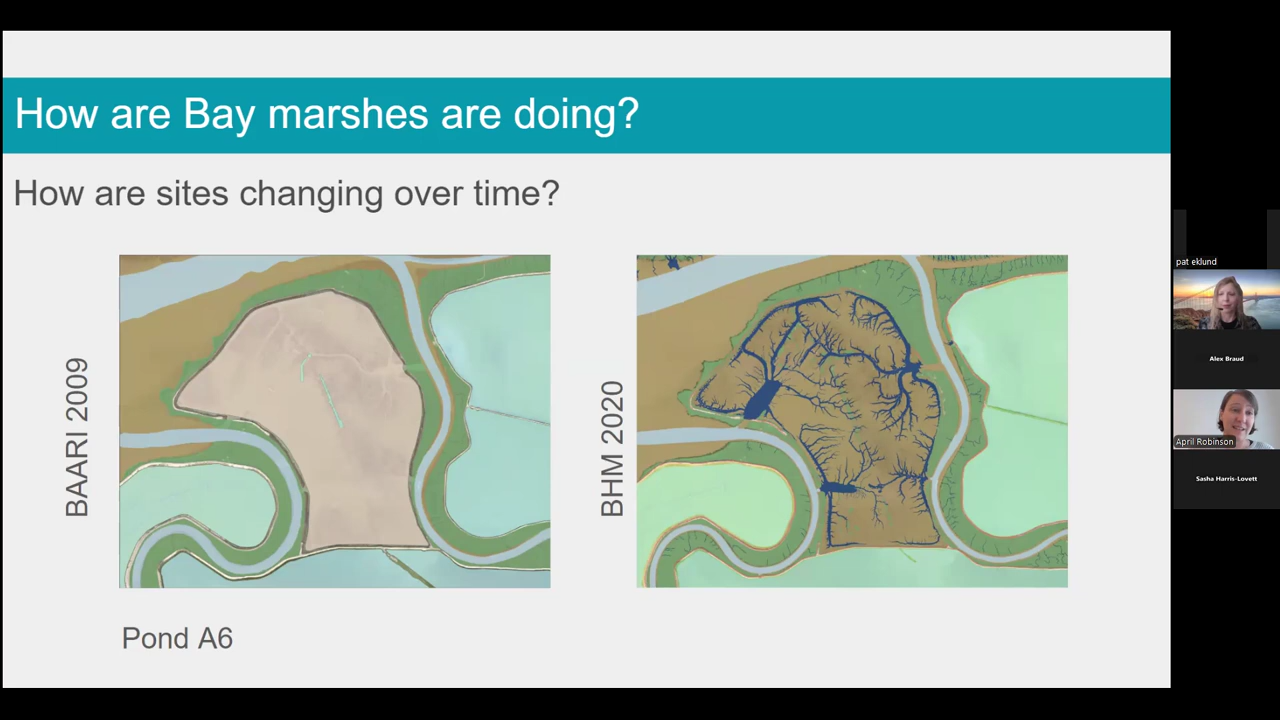 How are Bay marshes are doing?
How are sites changing over time?
BAARI 2009
BHM 2020
Pond A6
pat eklund
Alex Braud
April Robinson
Sasha Harris-Lovett